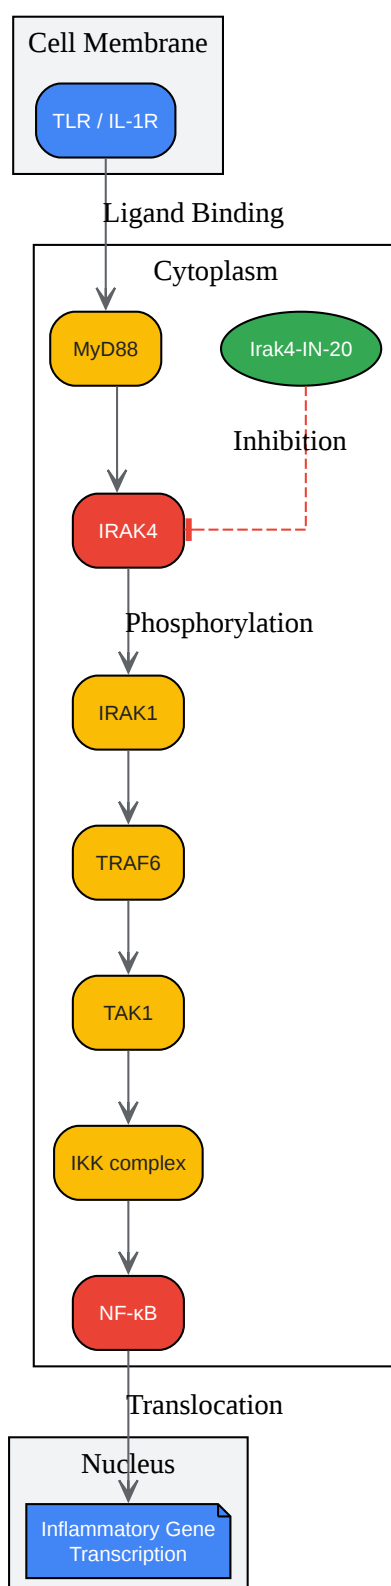 Cell Membrane
TLR / IL-1R
Ligand Binding
Cytoplasm
MyD88
Irak4-IN-20
Inhibition
IRAK4
Phosphorylation
IRAK1
TRAF6
TAK1
IKK complex
NF-κB
Translocation
Nucleus
Inflammatory Gene
Transcription